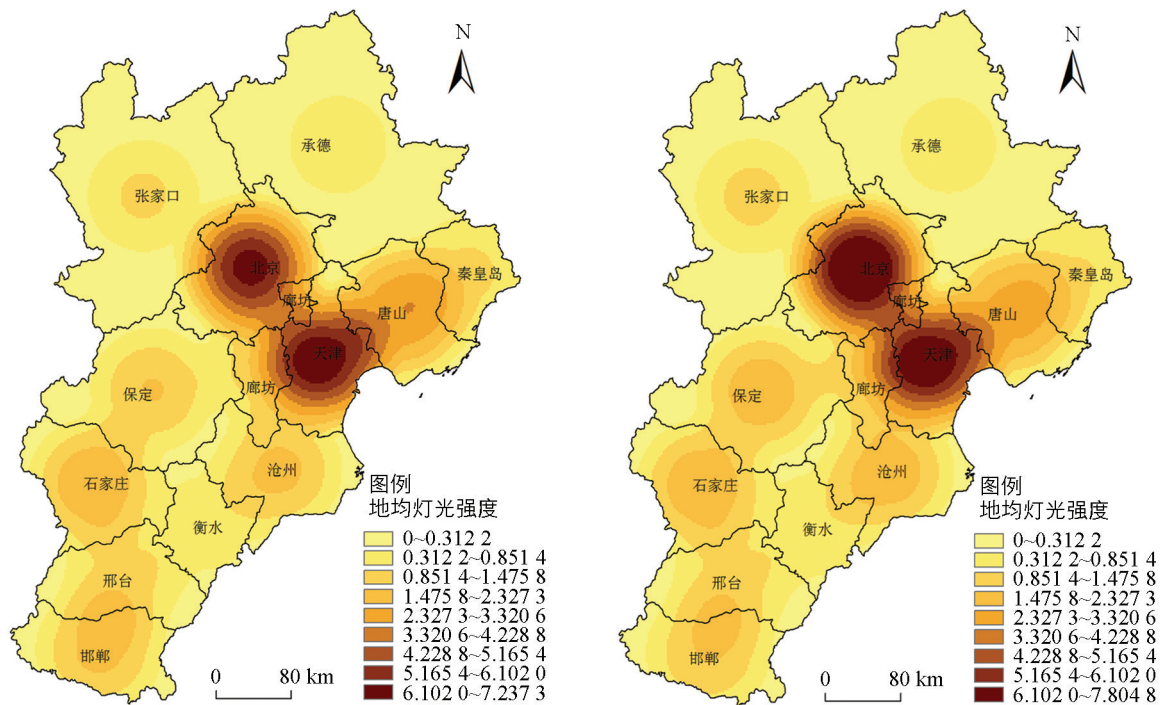 N
承德
张家口
北京
秦皇岛
廊坊
唐山
天津
廊坊
保定
沧州
石家庄
衡水
邢台
邯郸
0 80 km
图例
地均灯光强度
0~0.312 2
0.312 2~0.851 4
0.851 4~1.475 8
1.475 8~2.327 3
2.327 3~3.320 6
3.320 6~4.228 8
4.228 8~5.165 4
5.165 4~6.102 0
6.102 0~7.237 3
N
承德
张家口
北京
秦皇岛
廊坊
唐山
天津
廊坊
保定
沧州
石家庄
衡水
邢台
邯郸
0 80 km
图例
地均灯光强度
0~0.312 2
0.312 2~0.851 4
0.851 4~1.475 8
1.475 8~2.327 3
2.327 3~3.320 6
3.320 6~4.228 8
4.228 8~5.165 4
5.165 4~6.102 0
6.102 0~7.804 8